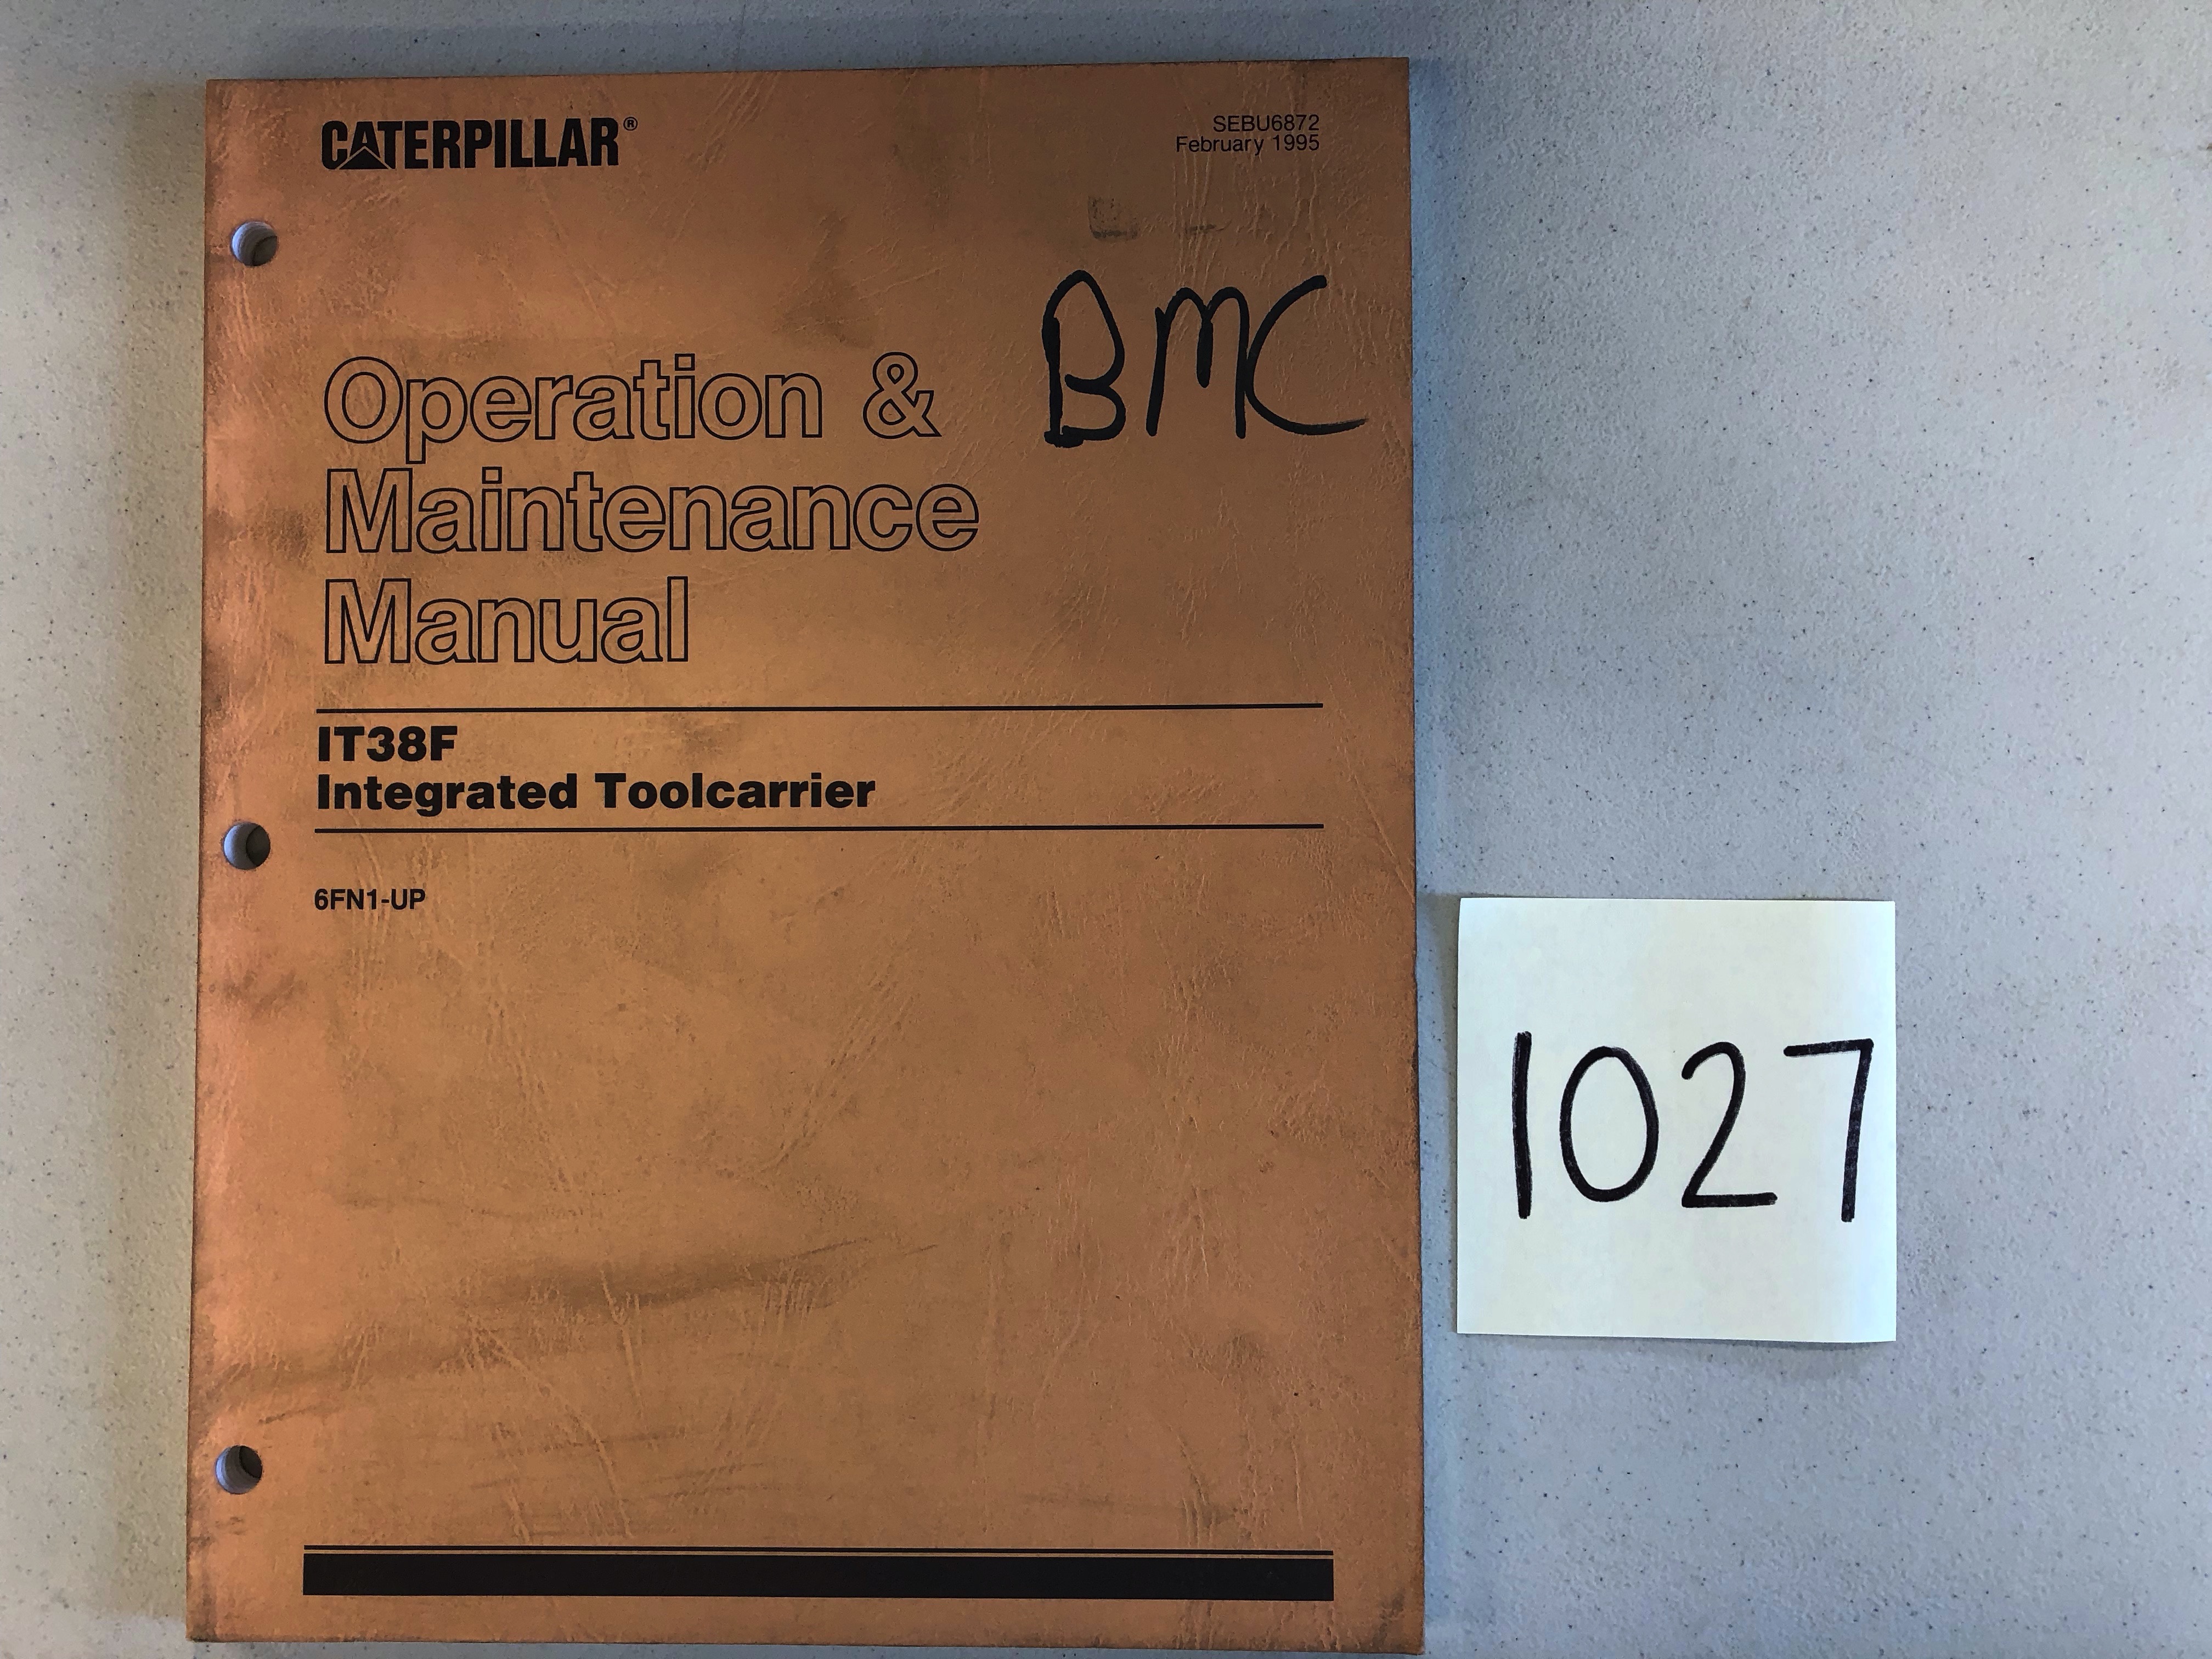 CATERPILLAR®
SEBU6872
February 1995
BMC
Operation &
Maintenance
Manual
IT38F
Integrated Toolcarrier
6FN1-UP
1027